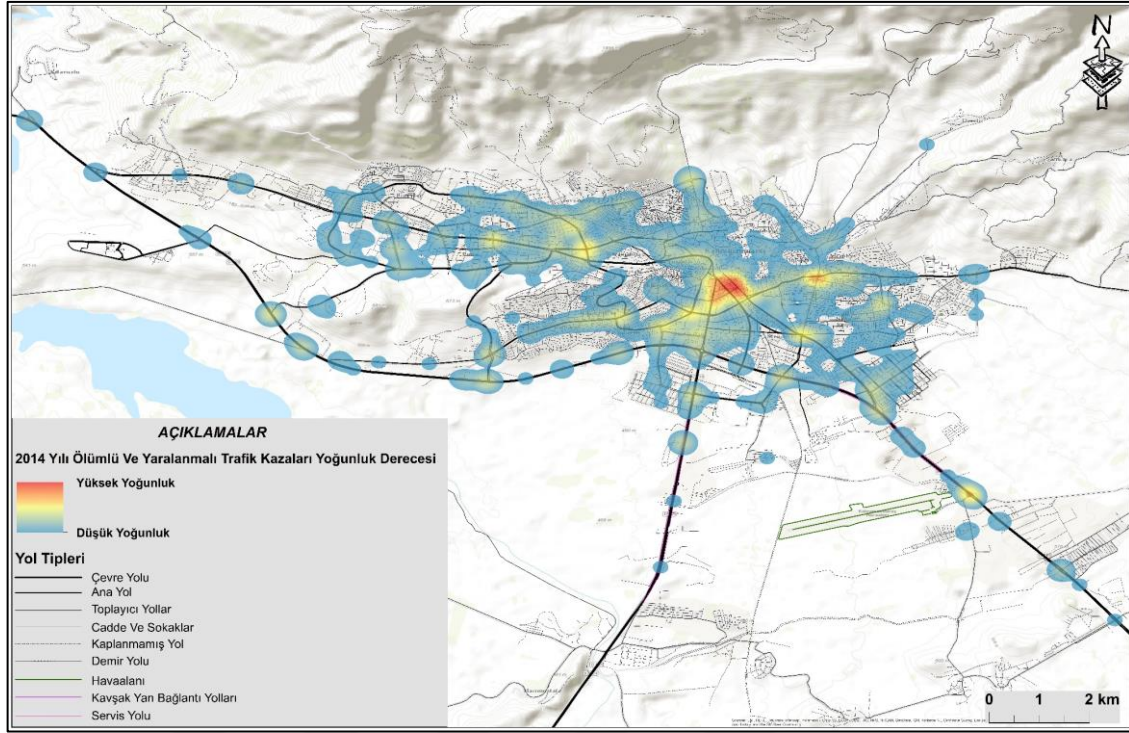 N
AÇIKLAMALAR
2014 Yılı Ölümlü Ve Yaralanmalı Trafik Kazaları Yoğunluk Derecesi
Yüksek Yoğunluk
Düşük Yoğunluk
Yol Tipleri
Çevre Yolu
Ana Yol
Toplayıcı Yollar
Cadde Ve Sokaklar
Kaplanmamış Yol
Demir Yolu
Havaalanı
Kavşak Yan Bağlantı Yolları
Servis Yolu
0 1 2 km